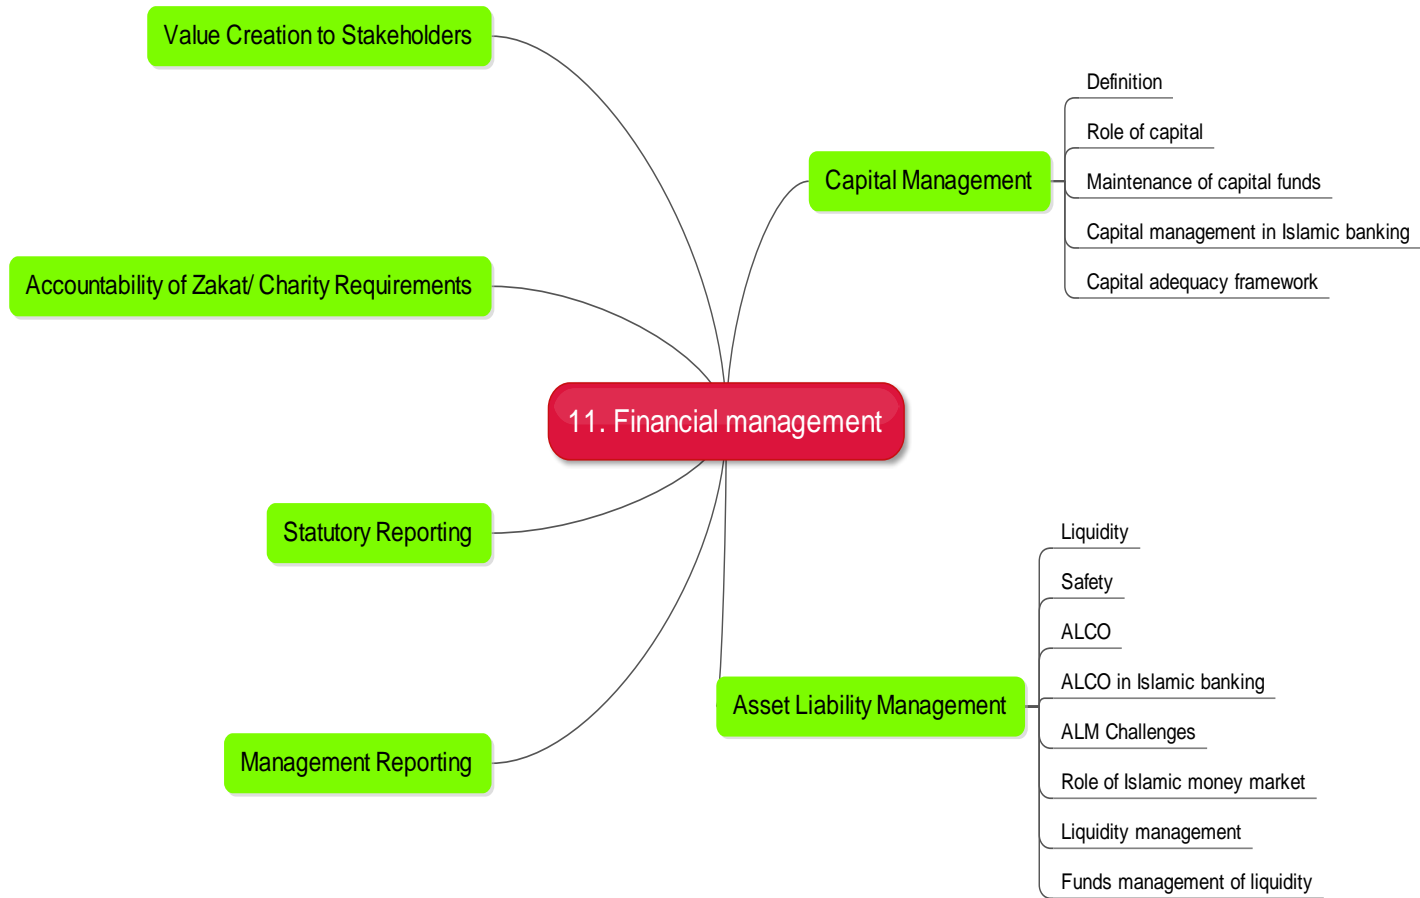 11. Financial management
Capital Management
Definition
Role of capital
Maintenance of capital funds
Capital management in Islamic banking
Capital adequacy framework
Asset Liability Management
Liquidity
Safety
ALCO
ALCO in Islamic banking
ALM Challenges
Role of Islamic money market
Liquidity management
Funds management of liquidity
Management Reporting
Statutory Reporting
Accountability of Zakat/ Charity Requirements
Value Creation to Stakeholders